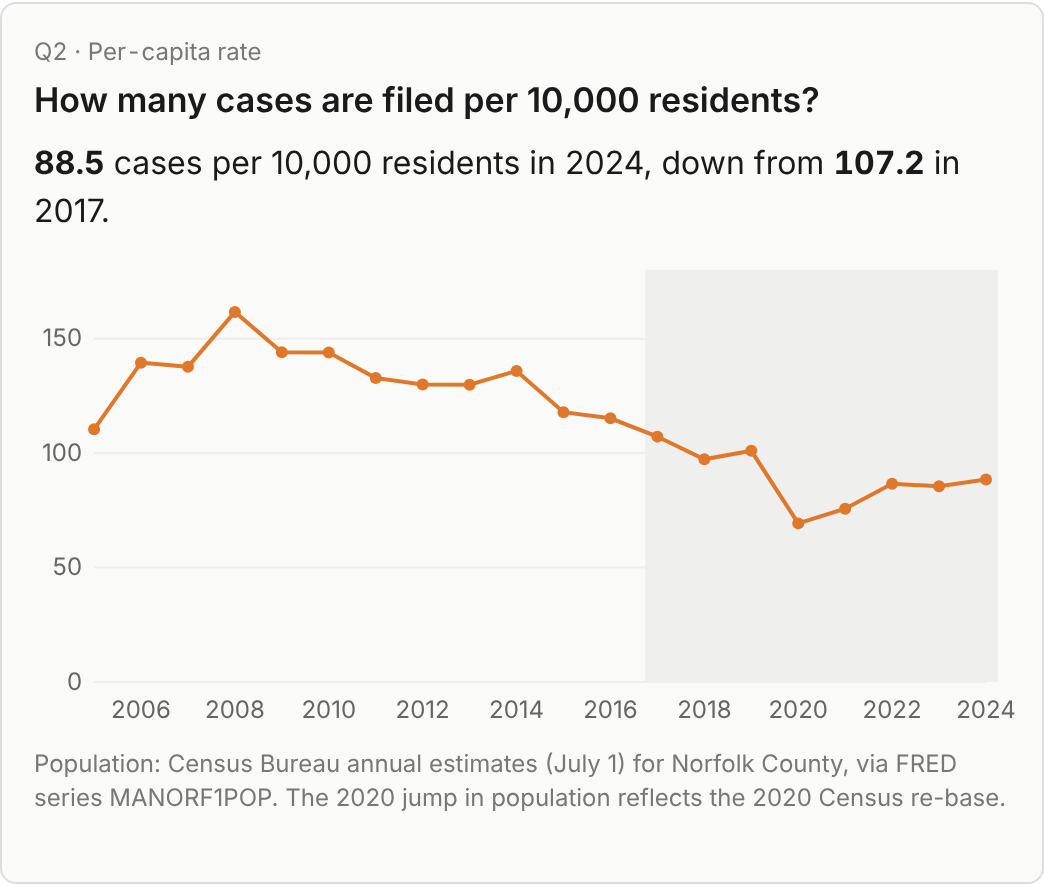 Q2 · Per-capita rate
How many cases are filed per 10,000 residents?
88.5 cases per 10,000 residents in 2024, down from 107.2 in
2017.
150
100
50
0
2006 2008 2010 2012 2014 2016 2018 2020 2022 2024
Population: Census Bureau annual estimates (July 1) for Norfolk County, via FRED
series MANORF1POP. The 2020 jump in population reflects the 2020 Census re-base.